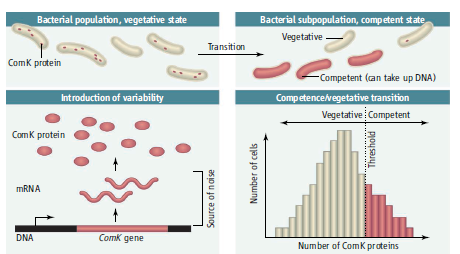 Bacterial population, vegetative state
ComK protein
Transition
Bacterial subpopulation, competent state
Vegetative
Competent (can take up DNA)
Introduction of variability
ComK protein
mRNA
DNA
ComK gene
Source of noise
Competence/vegetative transition
Vegetative
Competent
Threshold
Number of cells
Number of ComK proteins